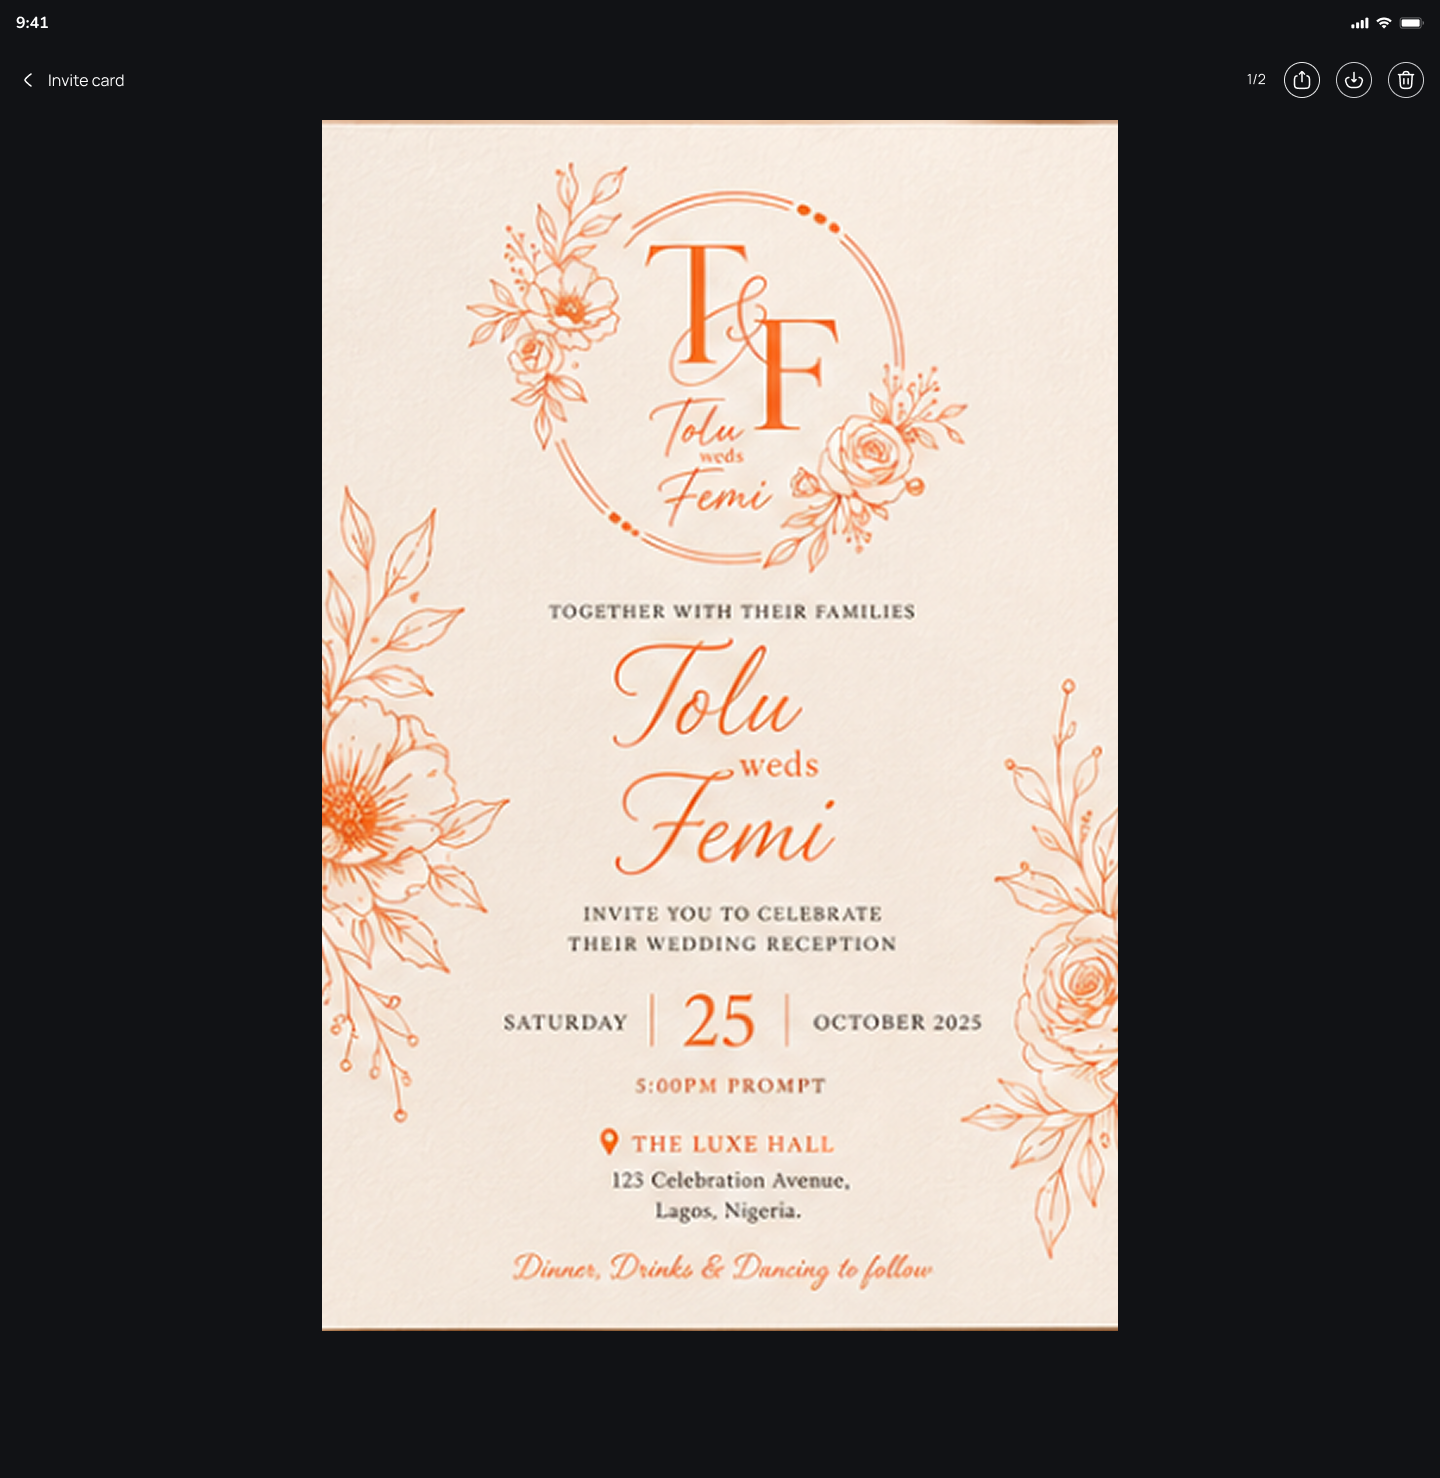 9:41
Invite card
1/2
T&F
Tolu
weds
Femi
TOGETHER WITH THEIR FAMILIES
Tolu
weds
Femi
INVITE YOU TO CELEBRATE
THEIR WEDDING RECEPTION
SATURDAY | 25 | OCTOBER 2025
5:00PM PROMPT
THE LUXE HALL
123 Celebration Avenue,
Lagos, Nigeria.
Dinner, Drinks & Dancing to follow